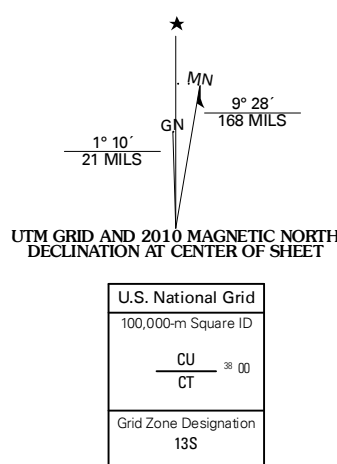 ★
MN
GN
9° 28´
168 MILS
1° 10´
21 MILS
UTM GRID AND 2010 MAGNETIC NORTH
DECLINATION AT CENTER OF SHEET
U.S. National Grid
100,000-m Square ID
CU
38 00
CT
Grid Zone Designation
13S